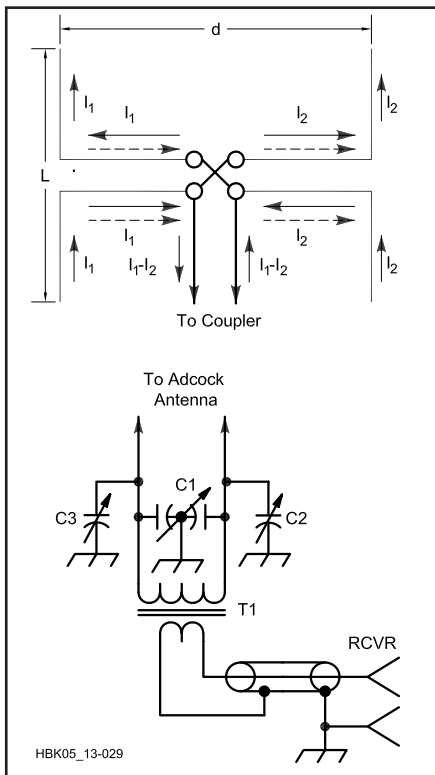 d
I₁
I₁
I₂
I₂
L
I₁
I₁
I₁-I₂
I₁-I₂
I₂
I₂
To Coupler
To Adcock
Antenna
C1
C3
C2
T1
RCVR
HBK05_13-029